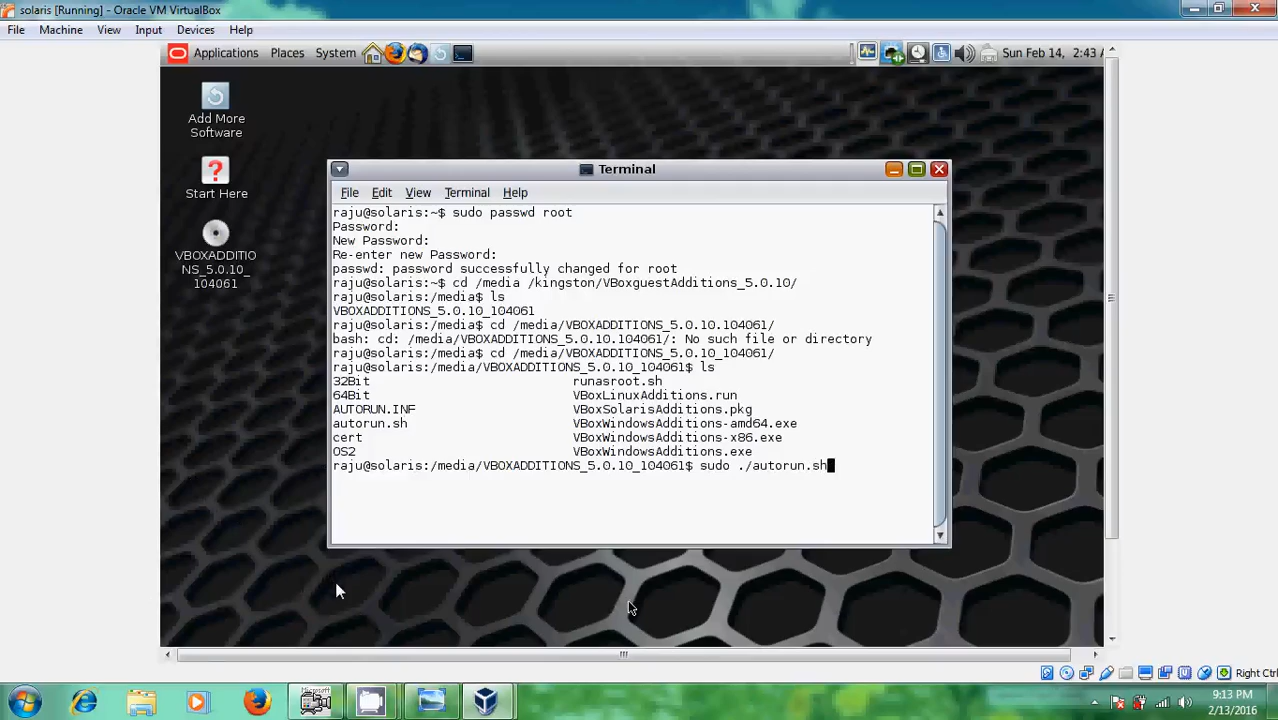 solaris [Running] - Oracle VM VirtualBox
File Machine View Input Devices Help
Applications Places System
Sun Feb 14, 2:43
Add More
Software
Start Here
VBOXADDITIO
NS_5.0.10_
104061
Terminal
File Edit View Terminal Help
raju@solaris:~$ sudo passwd root
Password:
New Password:
Re-enter new Password:
passwd: password successfully changed for root
raju@solaris:~$ cd /media /kingston/VBoxguestAdditions_5.0.10/
raju@solaris:/media$ ls
VBOXADDITIONS_5.0.10_104061
raju@solaris:/media$ cd /media/VBOXADDITIONS_5.0.10.104061/
bash: cd: /media/VBOXADDITIONS_5.0.10.104061/: No such file or directory
raju@solaris:/media$ cd /media/VBOXADDITIONS_5.0.10_104061/
raju@solaris:/media/VBOXADDITIONS_5.0.10_104061$ ls
32Bit runasroot.sh
64Bit VBoxLinuxAdditions.run
AUTORUN.INF VBoxSolarisAdditions.pkg
autorun.sh VBoxWindowsAdditions-amd64.exe
cert VBoxWindowsAdditions-x86.exe
OS2 VBoxWindowsAdditions.exe
raju@solaris:/media/VBOXADDITIONS_5.0.10_104061$ sudo ./autorun.sh
Right Ctrl
9:13 PM
2/13/2016